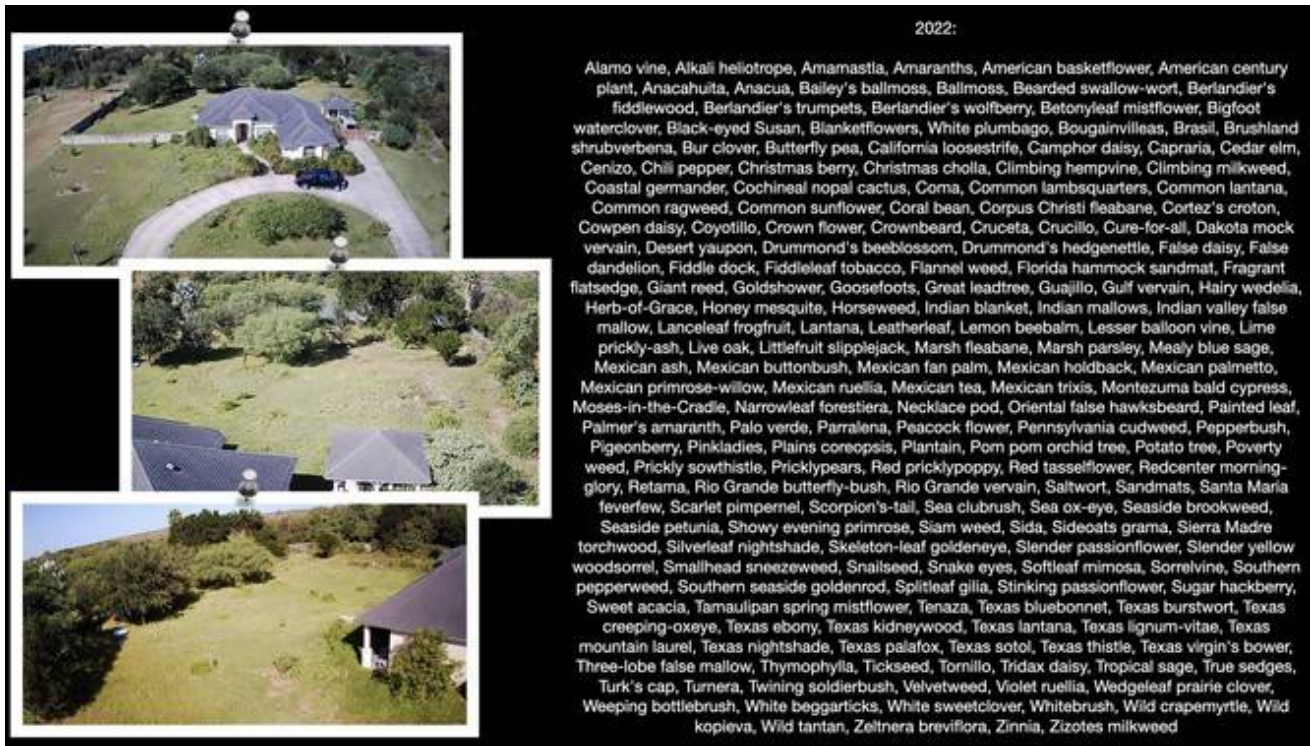 2022:
Alamo vine, Alkali heliotrope, Amamastla, Amaranths, American basketflower, American century
plant, Anacahuita, Anacua, Bailey's ballmoss, Ballmoss, Bearded swallow-wort, Berlandier's
fiddlewood, Berlandier's trumpets, Berlandier's wolfberry, Betonyleaf mistflower, Bigfoot
waterclover, Black-eyed Susan, Blanketflowers, White plumbago, Bougainvilleas, Brasil, Brushland
shrubverbena, Bur clover, Butterfly pea, California loosestrife, Camphor daisy, Capraria, Cedar elm,
Cenizo, Chili pepper, Christmas berry, Christmas cholla, Climbing hempvine, Climbing milkweed,
Coastal germander, Cochineal nopal cactus, Coma, Common lambsquarters, Common lantana,
Common ragweed, Common sunflower, Coral bean, Corpus Christi fleabane, Cortez's croton,
Cowpen daisy, Coyotillo, Crown flower, Crownbeard, Cruceta, Crucillo, Cure-for-all, Dakota mock
vervain, Desert yaupon, Drummond's beeblossom, Drummond's hedgenettle, False daisy, False
dandelion, Fiddle dock, Fiddleleaf tobacco, Flannel weed, Florida hammock sandmat, Fragrant
flatsedge, Giant reed, Goldshower, Goosefoots, Great leadtree, Guajillo, Gulf vervain, Hairy wedelia,
Herb-of-Grace, Honey mesquite, Horseweed, Indian blanket, Indian mallows, Indian valley false
mallow, Lanceleaf frogfruit, Lantana, Leatherleaf, Lemon beebalm, Lesser balloon vine, Lime
prickly-ash, Live oak, Littlefruit slipplejack, Marsh fleabane, Marsh parsley, Mealy blue sage,
Mexican ash, Mexican buttonbush, Mexican fan palm, Mexican holdback, Mexican palmetto,
Mexican primrose-willow, Mexican ruellia, Mexican tea, Mexican trixis, Montezuma bald cypress,
Moses-in-the-Cradle, Narrowleaf forestiera, Necklace pod, Oriental false hawksbeard, Painted leaf,
Palmer's amaranth, Palo verde, Parralena, Peacock flower, Pennsylvania cudweed, Pepperbush,
Pigeonberry, Pinkladies, Plains coreopsis, Plantain, Pom pom orchid tree, Potato tree, Poverty
weed, Prickly sowthistle, Pricklypears, Red pricklypoppy, Red tasselflower, Redcenter morning-
glory, Retama, Rio Grande butterfly-bush, Rio Grande vervain, Saltwort, Sandmats, Santa Maria
feverfew, Scarlet pimpernel, Scorpion's-tail, Sea clubrush, Sea ox-eye, Seaside brookweed,
Seaside petunia, Showy evening primrose, Siam weed, Sida, Sideoats grama, Sierra Madre
torchwood, Silverleaf nightshade, Skeleton-leaf goldeneye, Slender passionflower, Slender yellow
woodsorrel, Smallhead sneezeweed, Snailseed, Snake eyes, Softleaf mimosa, Sorrelvine, Southern
pepperweed, Southern seaside goldenrod, Splitleaf gilia, Stinking passionflower, Sugar hackberry,
Sweet acacia, Tamaulipan spring mistflower, Tenaza, Texas bluebonnet, Texas burstwort, Texas
creeping-oxeye, Texas ebony, Texas kidneywood, Texas lantana, Texas lignum-vitae, Texas
mountain laurel, Texas nightshade, Texas palafox, Texas sotol, Texas thistle, Texas virgin's bower,
Three-lobe false mallow, Thymophylla, Tickseed, Tornillo, Tridax daisy, Tropical sage, True sedges,
Turk's cap, Turnera, Twining soldierbush, Velvetweed, Violet ruellia, Wedgeleaf prairie clover,
Weeping bottlebrush, White beggarticks, White sweetclover, Whitebrush, Wild crapemyrtle, Wild
kopieva, Wild tantan, Zeltnera breviflora, Zinnia, Zizotes milkweed